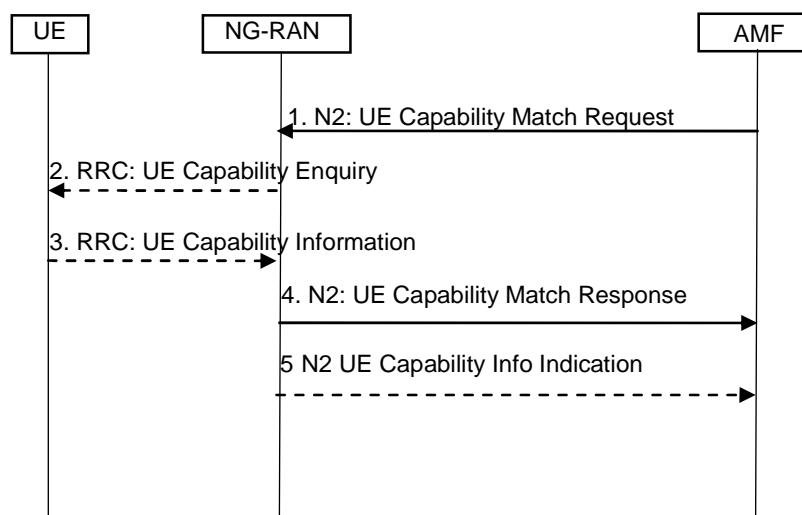 UE
NG-RAN
AMF
1. N2: UE Capability Match Request
2. RRC: UE Capability Enquiry
3. RRC: UE Capability Information
4. N2: UE Capability Match Response
5 N2 UE Capability Info Indication